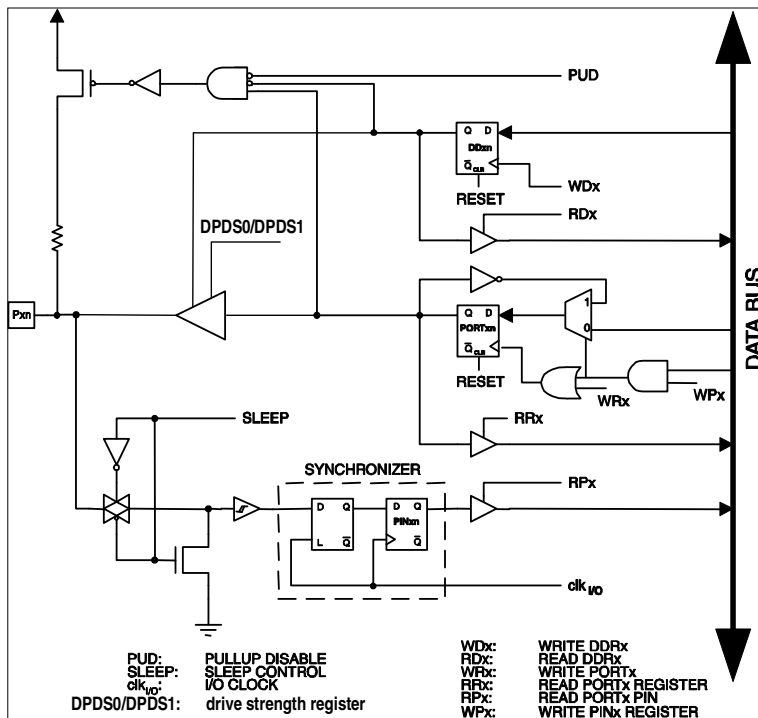 PUD
Q D
DDxn
Q CLR
WDx
RESET
RDx
DPDS0/DPDS1
1
Pxn
Q D
PORTxn
0
Q CLR
DATA BUS
RESET
WRx
WPx
RRx
SLEEP
SYNCHRONIZER
RPx
D Q
D Q
PINxn
L Q
Q
clk I/O
PUD: PULLUP DISABLE
SLEEP: SLEEP CONTROL
clk I/O: I/O CLOCK
DPDS0/DPDS1: drive strength register
WDx: WRITE DDRx
RDx: READ DDRx
WRx: WRITE PORTx
RRx: READ PORTx REGISTER
RPx: READ PORTx PIN
WPx: WRITE PINx REGISTER